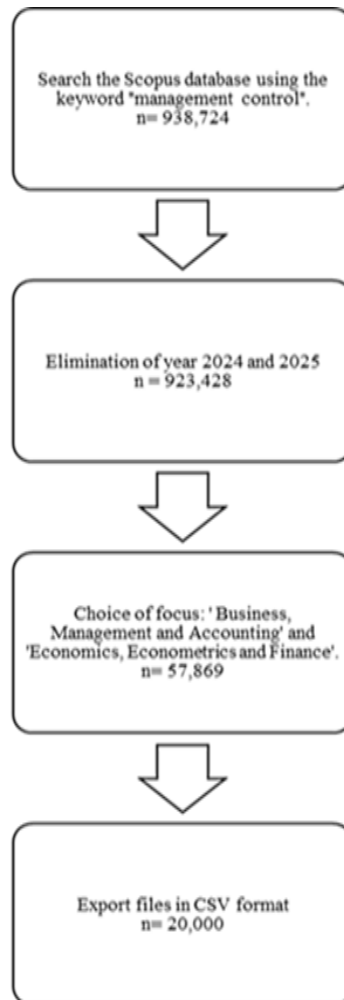 Search the Scopus database using the
keyword "management control".
n= 938,724
Elimination of year 2024 and 2025
n = 923,428
Choice of focus: ' Business,
Management and Accounting' and
'Economics, Econometrics and Finance'.
n= 57,869
Export files in CSV format
n= 20,000